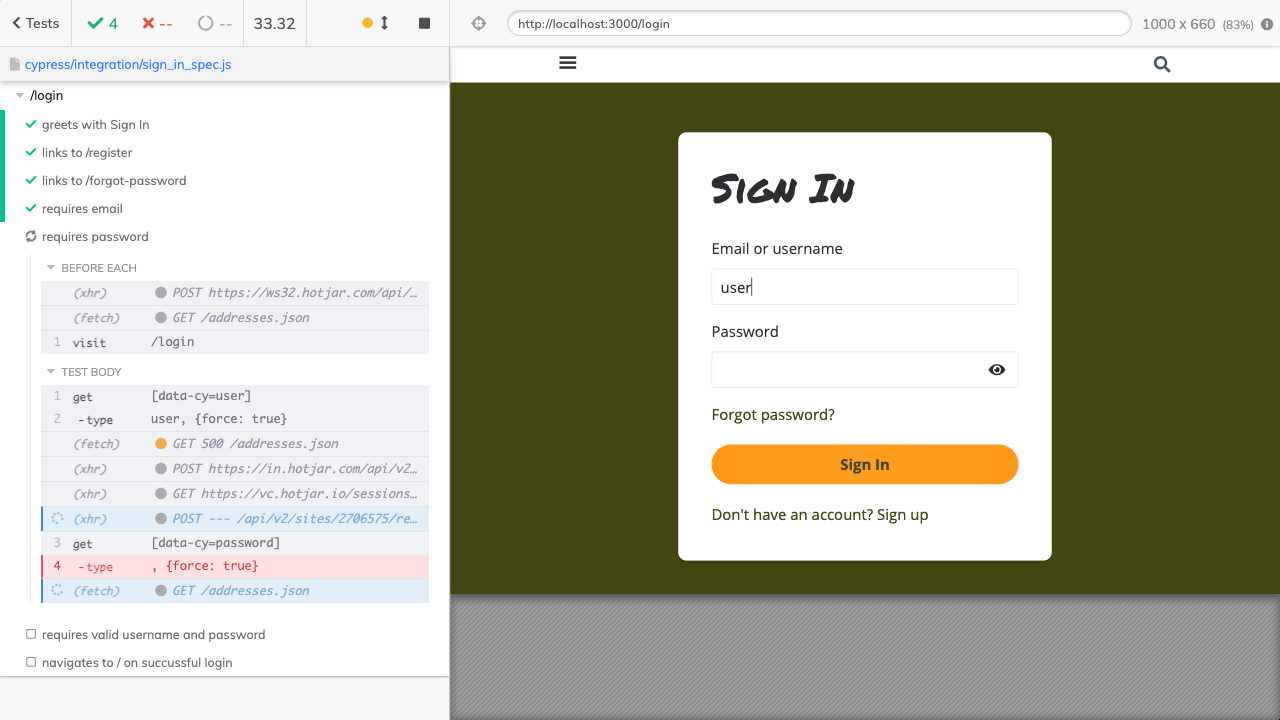 Tests
4
--
--
33.32
http://localhost:3000/login
1000 x 660 (83%)
cypress/integration/sign_in_spec.js
/login
greets with Sign In
links to /register
links to /forgot-password
requires email
requires password
BEFORE EACH
(xhr) POST https://ws32.hotjar.com/api/…
(fetch) GET /addresses.json
1 visit /login
TEST BODY
1 get [data-cy=user]
2 -type user, {force: true}
(fetch) GET 500 /addresses.json
(xhr) POST https://in.hotjar.com/api/v2…
(xhr) GET https://vc.hotjar.io/sessions…
(xhr) POST --- /api/v2/sites/2706575/re…
3 get [data-cy=password]
4 -type , {force: true}
(fetch) GET /addresses.json
requires valid username and password
navigates to / on succussful login
Sign In
Email or username
user
Password
Forgot password?
Sign In
Don't have an account? Sign up